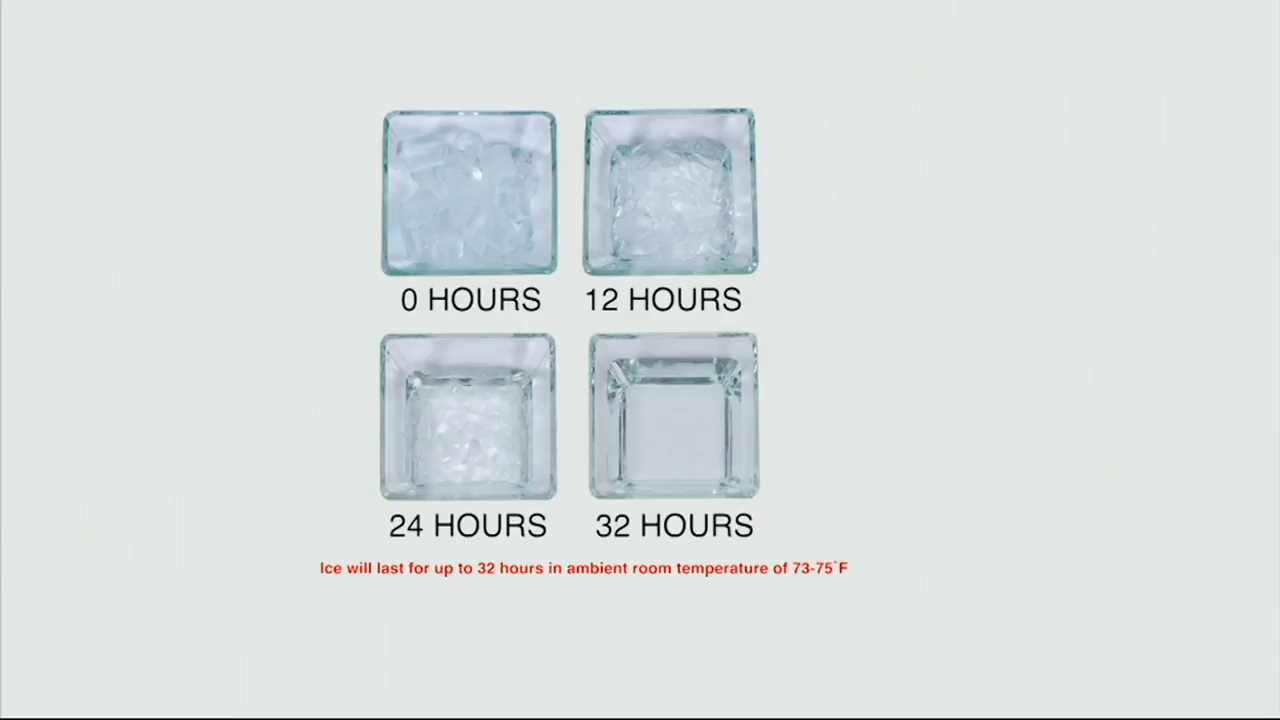 0 HOURS
12 HOURS
24 HOURS
32 HOURS
Ice will last for up to 32 hours in ambient room temperature of 73-75°F